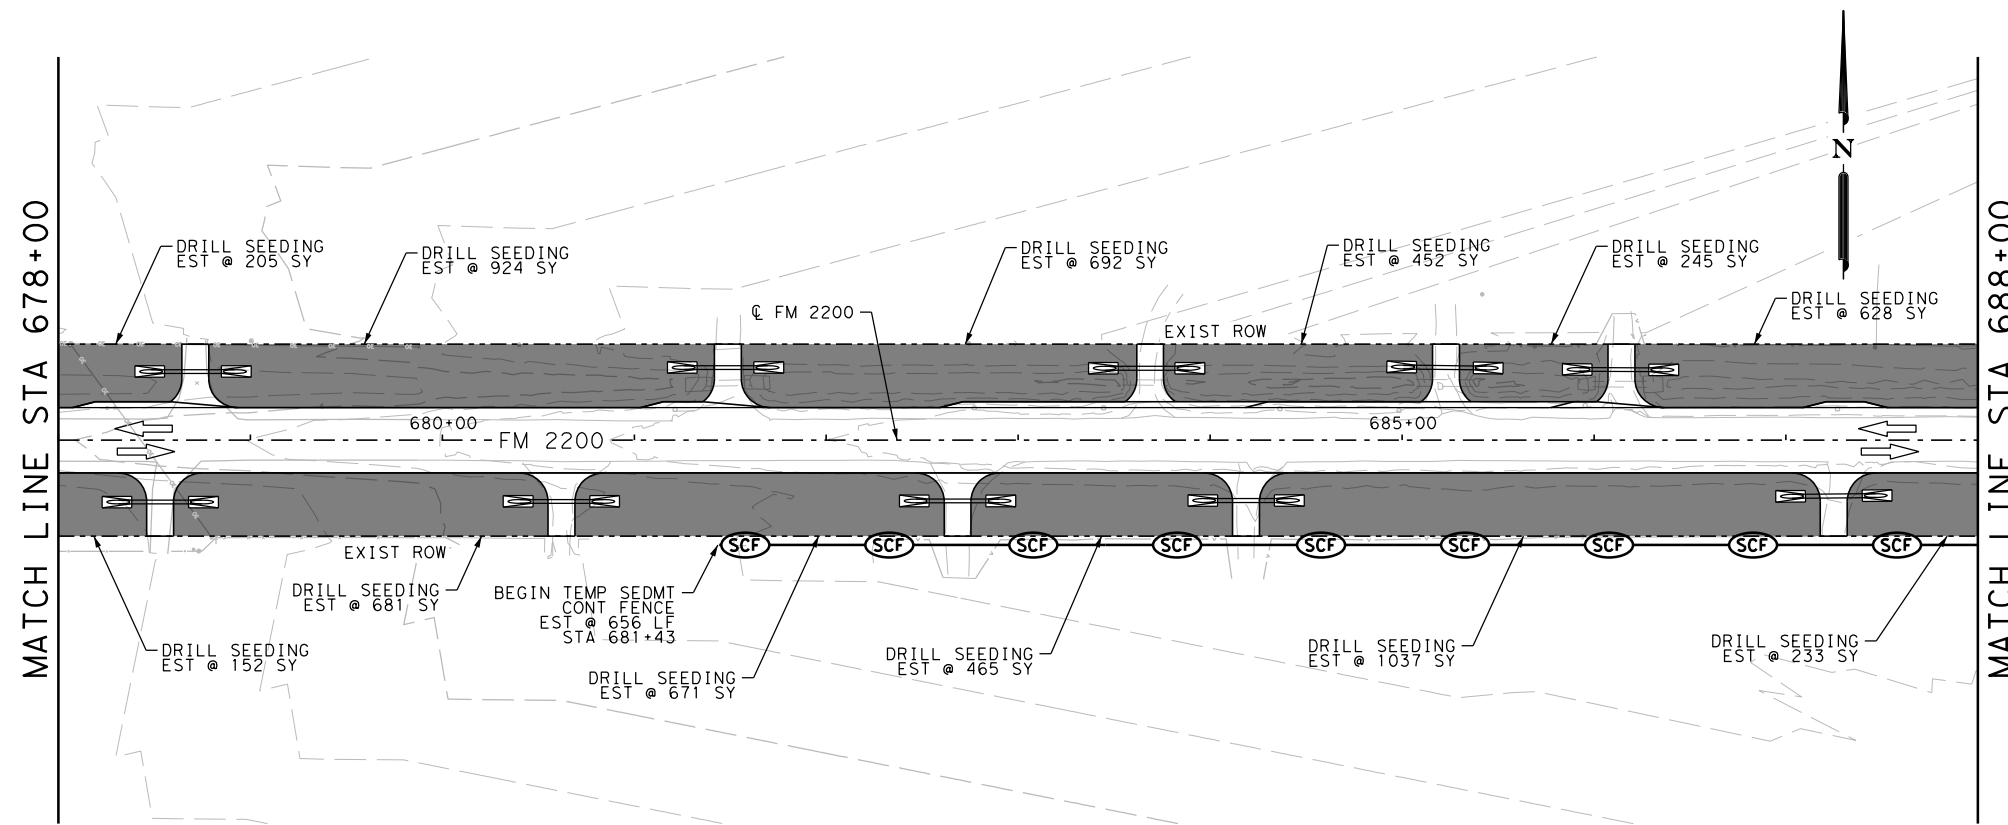 N
MATCH LINE STA 678+00
DRILL SEEDING
EST @ 205 SY
DRILL SEEDING
EST @ 924 SY
DRILL SEEDING
EST @ 692 SY
DRILL SEEDING
EST @ 452 SY
DRILL SEEDING
EST @ 245 SY
DRILL SEEDING
EST @ 628 SY
℄ FM 2200
EXIST ROW
680+00
685+00
FM 2200
MATCH LINE STA 688+00
SCF
SCF
SCF
SCF
SCF
SCF
SCF
SCF
SCF
EXIST ROW
DRILL SEEDING
EST @ 681 SY
BEGIN TEMP SEDMT
CONT FENCE
EST @ 656 LF
STA 681+43
DRILL SEEDING
EST @ 152 SY
DRILL SEEDING
EST @ 671 SY
DRILL SEEDING
EST @ 465 SY
DRILL SEEDING
EST @ 1037 SY
DRILL SEEDING
EST @ 233 SY